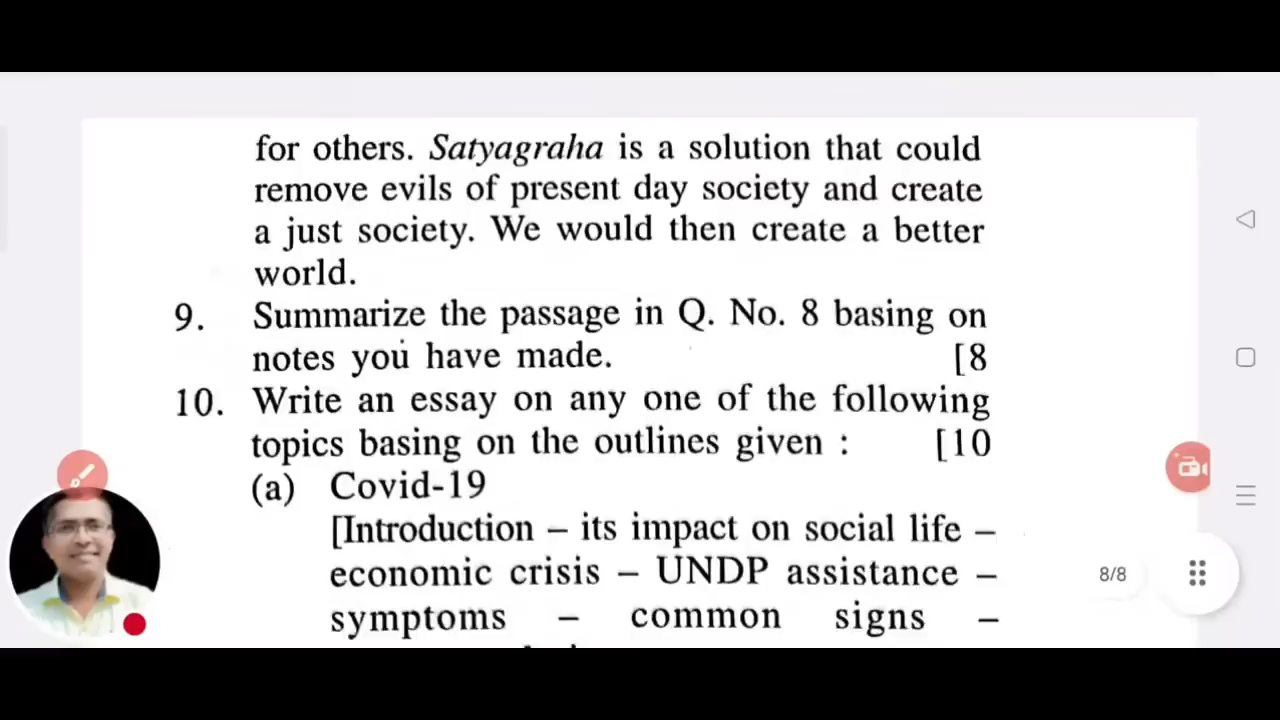 for others. Satyagraha is a solution that could
remove evils of present day society and create
a just society. We would then create a better
world.
9. Summarize the passage in Q. No. 8 basing on
notes you have made. [8
10. Write an essay on any one of the following
topics basing on the outlines given : [10
(a) Covid-19
[Introduction – its impact on social life –
economic crisis – UNDP assistance –
symptoms – common signs –
8/8